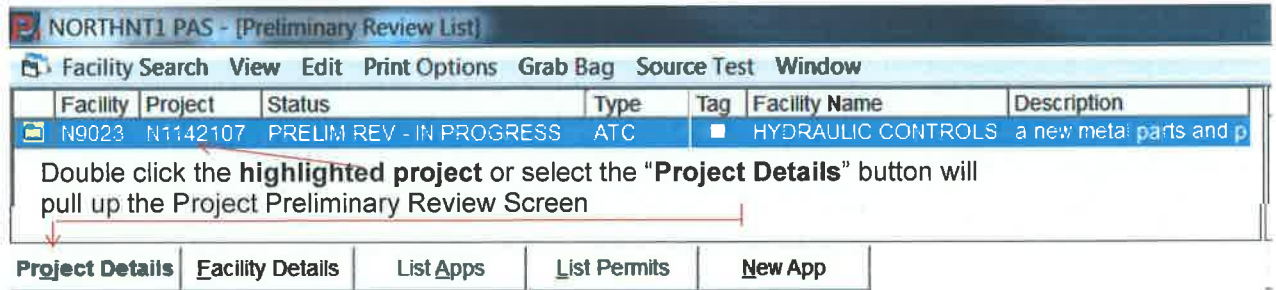 NORTHNT1 PAS - [Preliminary Review List]
Facility Search View Edit Print Options Grab Bag Source Test Window
Facility Project Status Type Tag Facility Name Description
N9023 N1142107 PRELIM REV - IN PROGRESS ATC HYDRAULIC CONTROLS a new metal parts and p
Double click the highlighted project or select the “Project Details” button will
pull up the Project Preliminary Review Screen
Project Details Facility Details List Apps List Permits New App